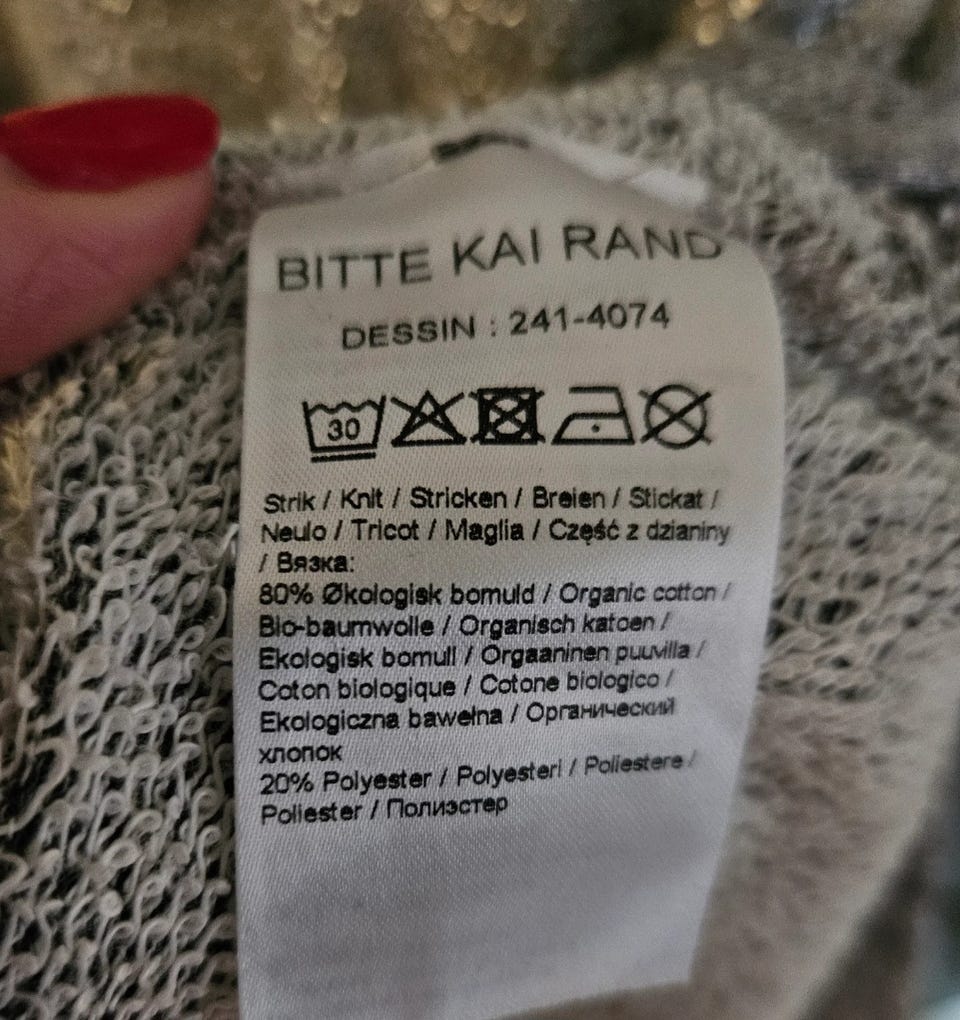 BITTE KAI RAND
DESSIN : 241-4074
30
Strik / Knit / Stricken / Breien / Stickat /
Neulo / Tricot / Maglia / Część z dzianiny
/ Вязка:
80% Økologisk bomuld / Organic cotton /
Bio-baumwolle / Organisch katoen /
Ekologisk bomull / Orgaaninen puuvilla /
Coton biologique / Cotone biologico /
Ekologiczna bawełna / Органический
хлопок
20% Polyester / Polyesteri / Poliestere /
Poliester / Полиэстер